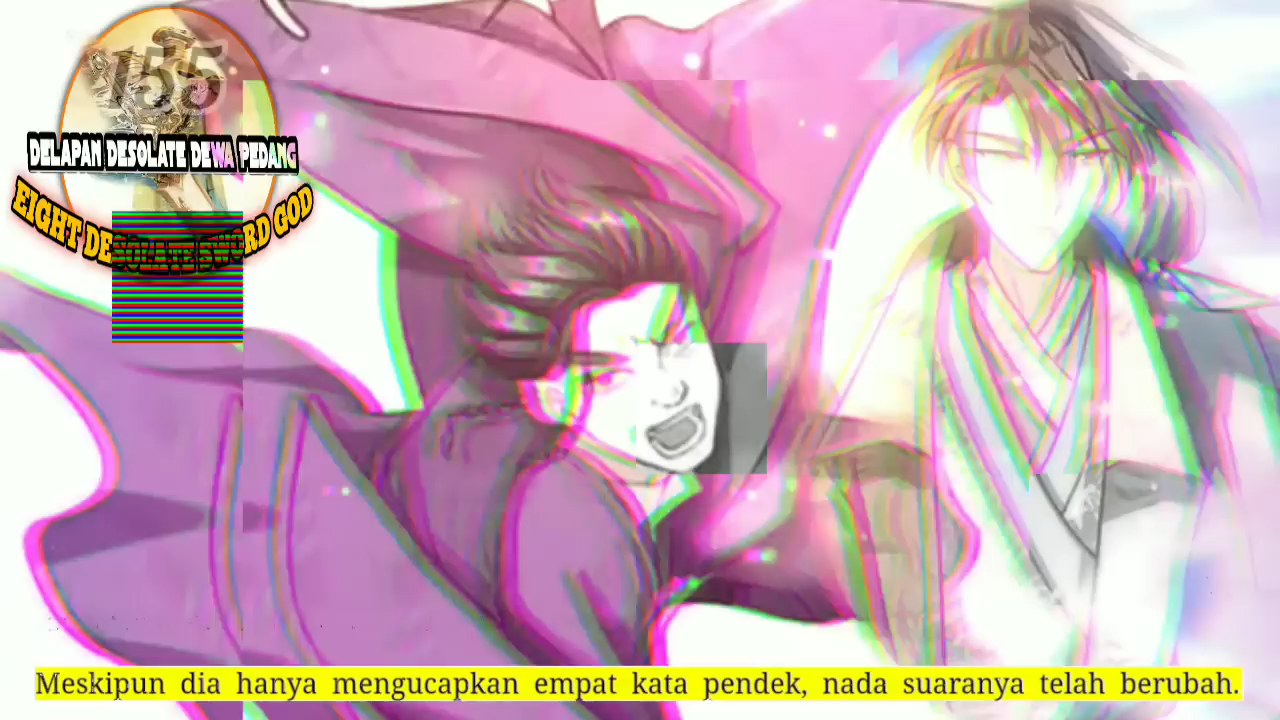 155
DELAPAN DESOLATE DEWA PEDANG
EIGHT DESOLATE SWORD GOD
Meskipun dia hanya mengucapkan empat kata pendek, nada suaranya telah berubah.